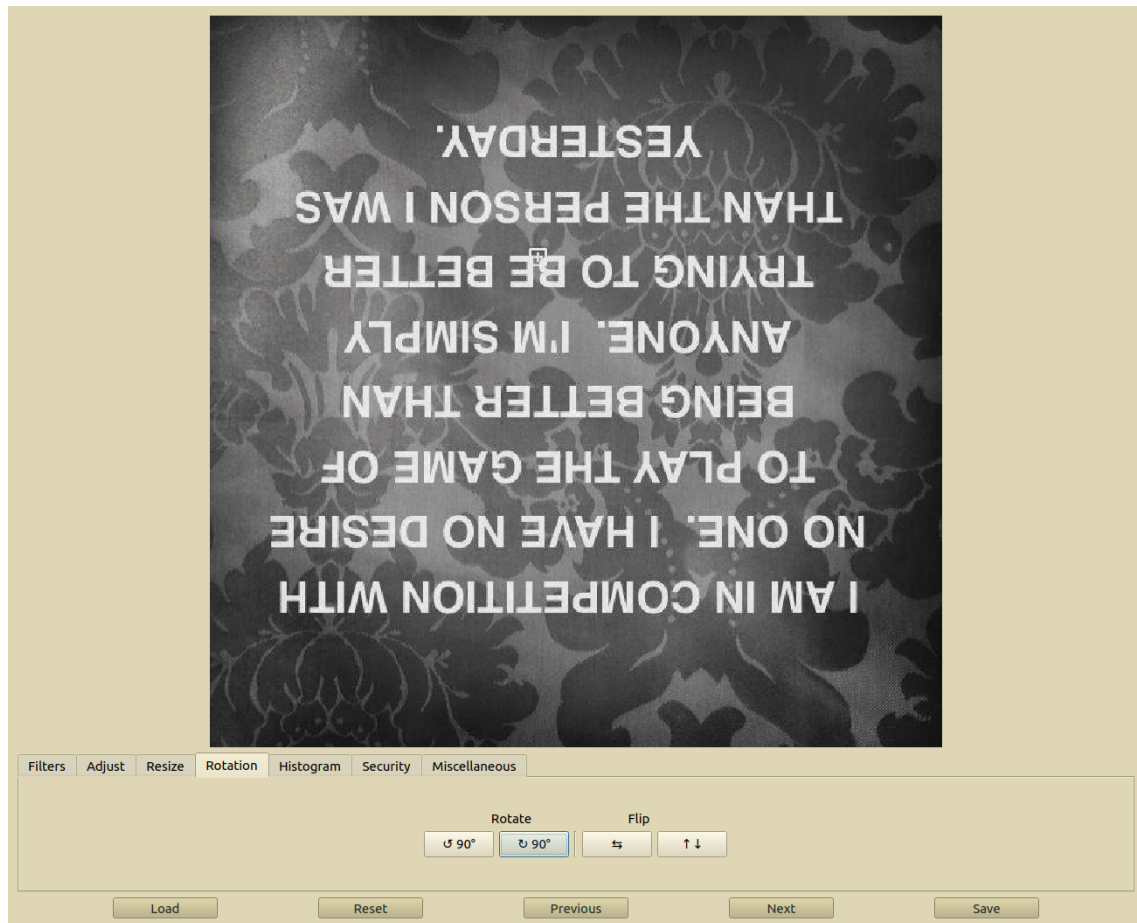 I AM IN COMPETITION WITH
NO ONE.  I HAVE NO DESIRE
TO PLAY THE GAME OF
BEING BETTER THAN
ANYONE.  I'M SIMPLY
TRYING TO BE BETTER
THAN THE PERSON I WAS
YESTERDAY.
Filters Adjust Resize Rotation Histogram Security Miscellaneous
Rotate Flip
↺ 90° ↻ 90° ⇆ ↑↓
Load Reset Previous Next Save